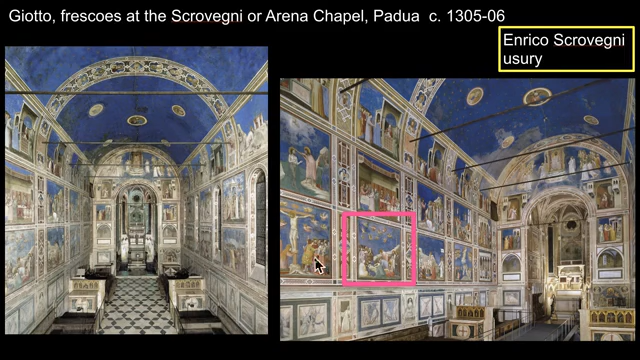 Giotto, frescoes at the Scrovegni or Arena Chapel, Padua c. 1305-06
Enrico Scrovegni
usury